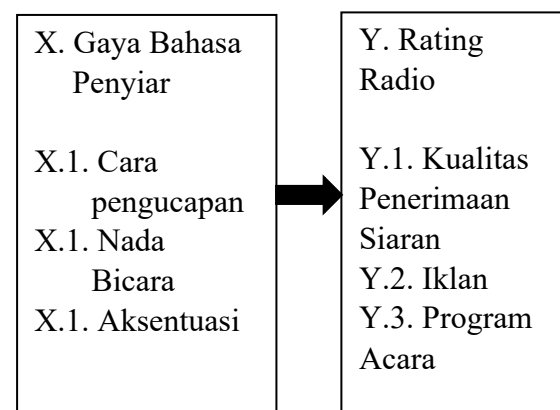 X. Gaya Bahasa
Penyiar
X.1. Cara
pengucapan
X.1. Nada
Bicara
X.1. Aksentuasi
Y. Rating
Radio
Y.1. Kualitas
Penerimaan
Siaran
Y.2. Iklan
Y.3. Program
Acara